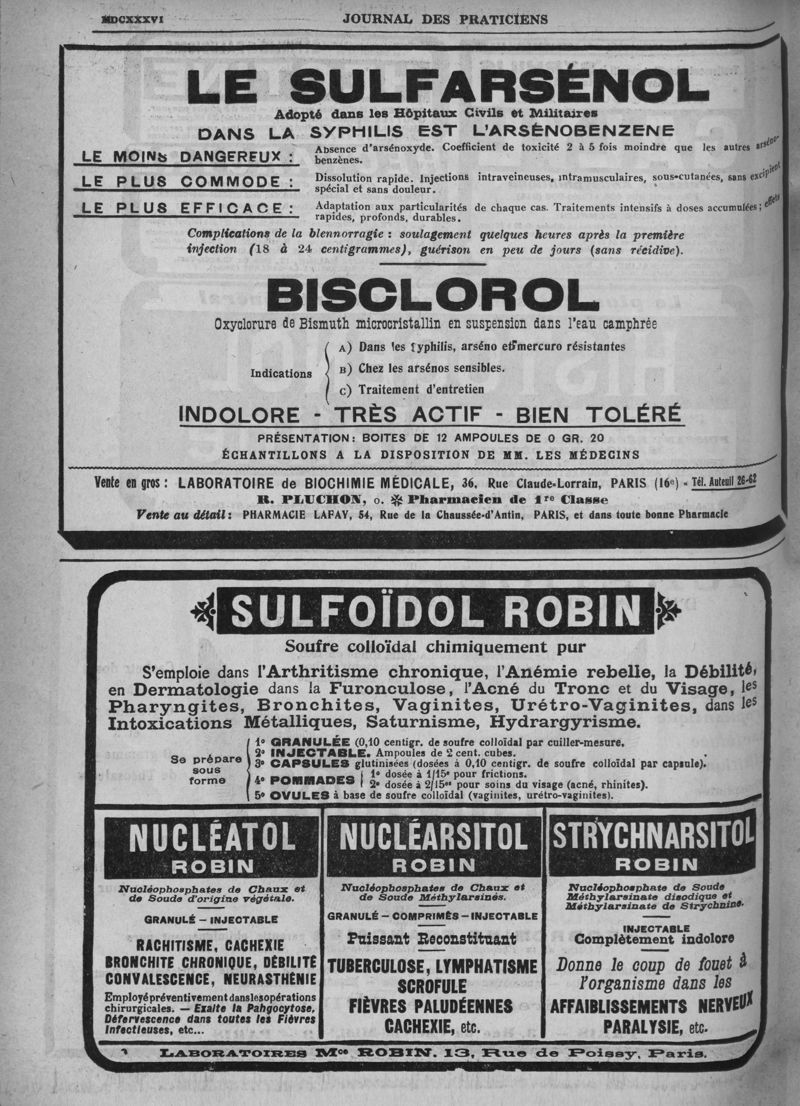 MDCXXXVI
JOURNAL DES PRATICIENS
LE SULFARSÉNOL
Adopté dans les Hôpitaux Civils et Militaires
DANS LA SYPHILIS EST L'ARSÉNOBENZENE
LE MOINS DANGEREUX :
Absence d'arsénoxyde. Coefficient de toxicité 2 à 5 fois moindre que les autres arséno-
benzènes.
LE PLUS COMMODE :
Dissolution rapide. Injections intraveineuses, intramusculaires, sous-cutanées, sans excipient
spécial et sans douleur.
LE PLUS EFFICACE :
Adaptation aux particularités de chaque cas. Traitements intensifs à doses accumulées ; effets
rapides, profonds, durables.
Complications de la blennorragie : soulagement quelques heures après la première
injection (18 à 24 centigrammes), guérison en peu de jours (sans récidive).
BISCLOROL
Oxyclorure de Bismuth microcristallin en suspension dans l'eau camphrée
Indications
A) Dans les syphilis, arséno et mercuro résistantes
B) Chez les arsénos sensibles.
C) Traitement d'entretien
INDOLORE - TRÈS ACTIF - BIEN TOLÉRÉ
PRÉSENTATION: BOITES DE 12 AMPOULES DE 0 GR. 20
ÉCHANTILLONS A LA DISPOSITION DE MM. LES MÉDECINS
Vente en gros : LABORATOIRE de BIOCHIMIE MÉDICALE, 36, Rue Claude-Lorrain, PARIS (16e) - Tél. Auteuil 26-62
R. PLUCHON, O. ✻ Pharmacien de 1re Classe
Vente au détail : PHARMACIE LAFAY, 54, Rue de la Chaussée-d'Antin, PARIS, et dans toute bonne Pharmacie
SULFOÏDOL ROBIN
Soufre colloïdal chimiquement pur
S'emploie dans l'Arthritisme chronique, l'Anémie rebelle, la Débilité,
en Dermatologie dans la Furonculose, l'Acné du Tronc et du Visage, les
Pharyngites, Bronchites, Vaginites, Urétro-Vaginites, dans les
Intoxications Métalliques, Saturnisme, Hydrargyrisme.
Se prépare
sous
forme
1o GRANULÉE (0,10 centigr. de soufre colloïdal par cuiller-mesure.
2o INJECTABLE. Ampoules de 2 cent. cubes.
3o CAPSULES glutinisées (dosées à 0,10 centigr. de soufre colloïdal par capsule).
4o POMMADES
1o dosée à 1/15e pour frictions.
2o dosée à 2/15es pour soins du visage (acné, rhinites).
5o OVULES à base de soufre colloïdal (vaginites, urétro-vaginites).
NUCLÉATOL
ROBIN
Nucléophosphates de Chaux et
de Soude d'origine végétale.
GRANULÉ — INJECTABLE
RACHITISME, CACHEXIE
BRONCHITE CHRONIQUE, DÉBILITÉ
CONVALESCENCE, NEURASTHÉNIE
Employé préventivement dans les opérations
chirurgicales. — Exalte la Pahgocytose,
Défervescence dans toutes les Fièvres
Infectieuses, etc...
NUCLÉARSITOL
ROBIN
Nucléophosphates de Chaux et
de Soude Méthylarsinés.
GRANULÉ — COMPRIMÉS — INJECTABLE
Puissant Reconstituant
TUBERCULOSE, LYMPHATISME
SCROFULE
FIÈVRES PALUDÉENNES
CACHEXIE, etc.
STRYCHNARSITOL
ROBIN
Nucléophosphate de Soude
Méthylarsinate disodique et
Méthylarsinate de Strychnine.
INJECTABLE
Complètement indolore
Donne le coup de fouet à
l'organisme dans les
AFFAIBLISSEMENTS NERVEUX
PARALYSIE, etc.
LABORATOIRES Mce ROBIN, 13, Rue de Poissy, Paris.